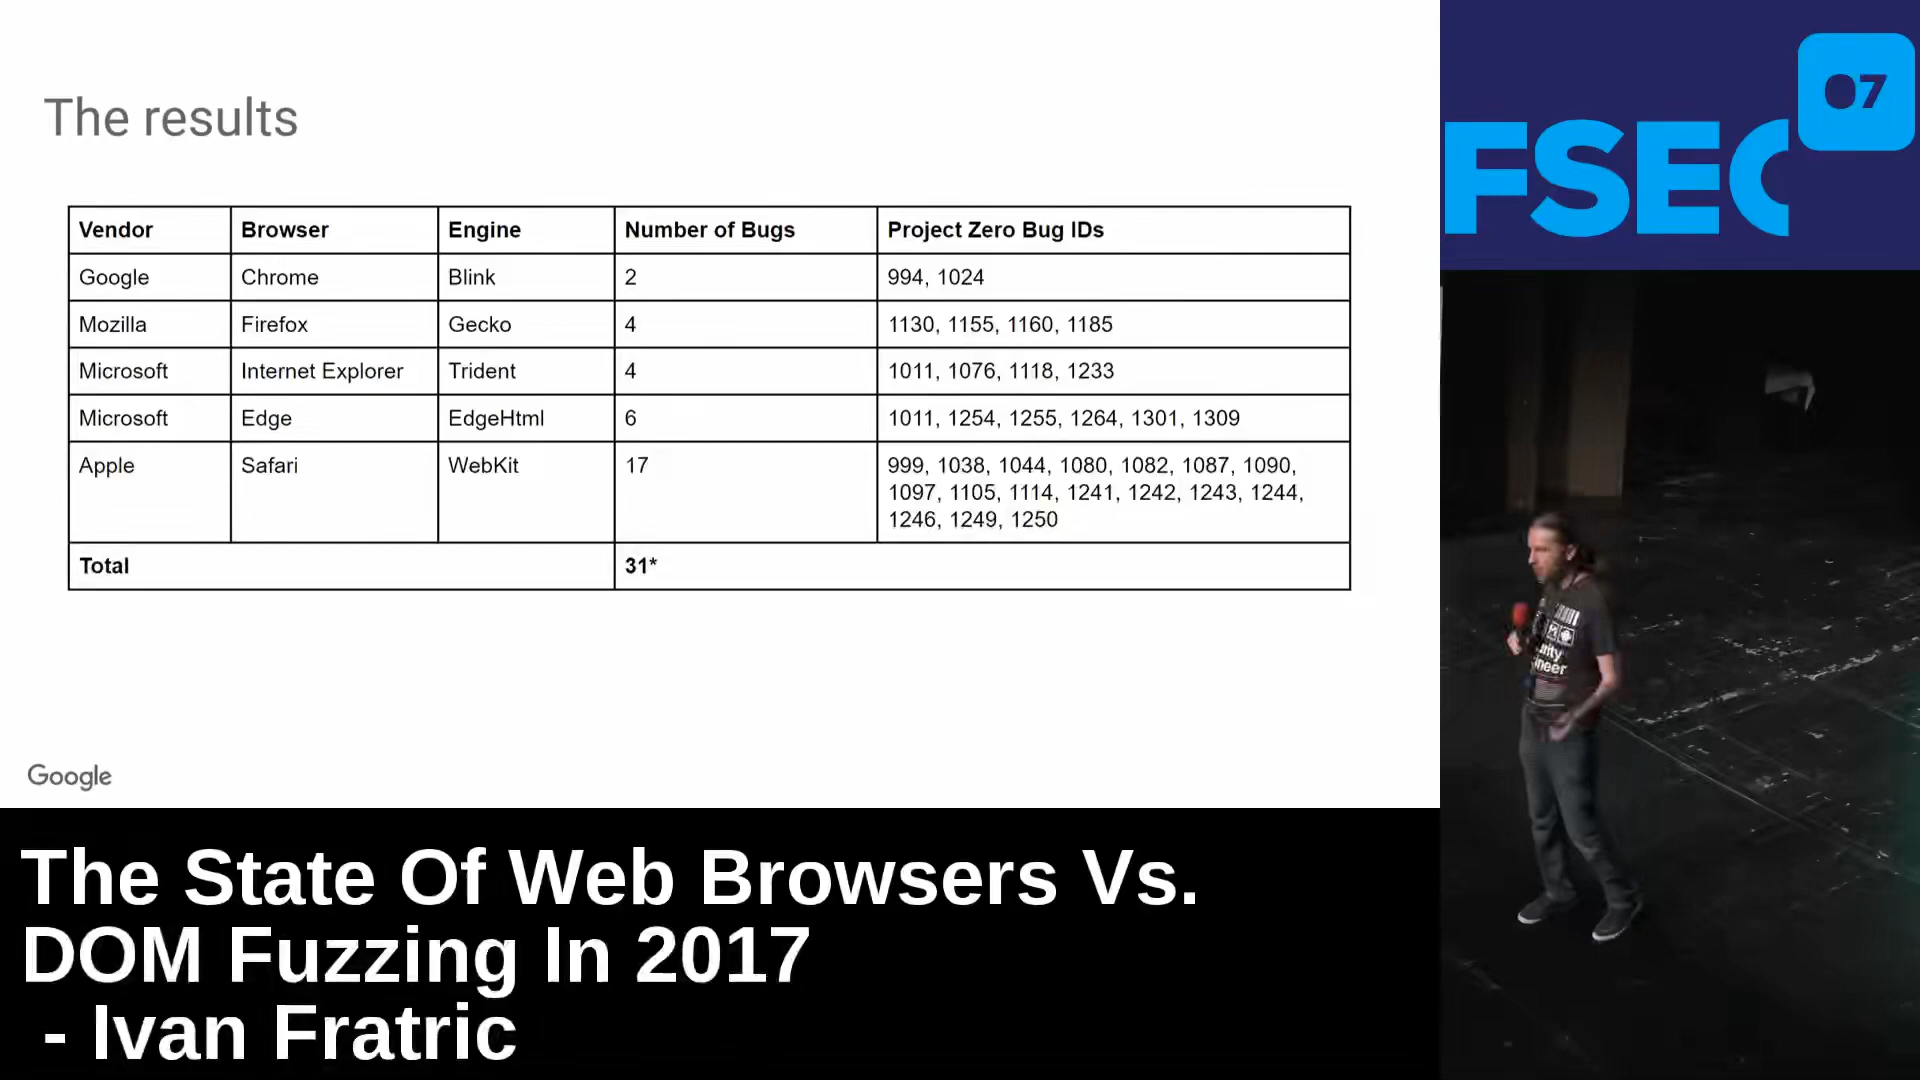 The results
Vendor Browser Engine Number of Bugs Project Zero Bug IDs
Google Chrome Blink 2 994, 1024
Mozilla Firefox Gecko 4 1130, 1155, 1160, 1185
Microsoft Internet Explorer Trident 4 1011, 1076, 1118, 1233
Microsoft Edge EdgeHtml 6 1011, 1254, 1255, 1264, 1301, 1309
Apple Safari WebKit 17 999, 1038, 1044, 1080, 1082, 1087, 1090,
1097, 1105, 1114, 1241, 1242, 1243, 1244,
1246, 1249, 1250
Total 31*
Google
07
FSEC
The State Of Web Browsers Vs.
DOM Fuzzing In 2017
- Ivan Fratric